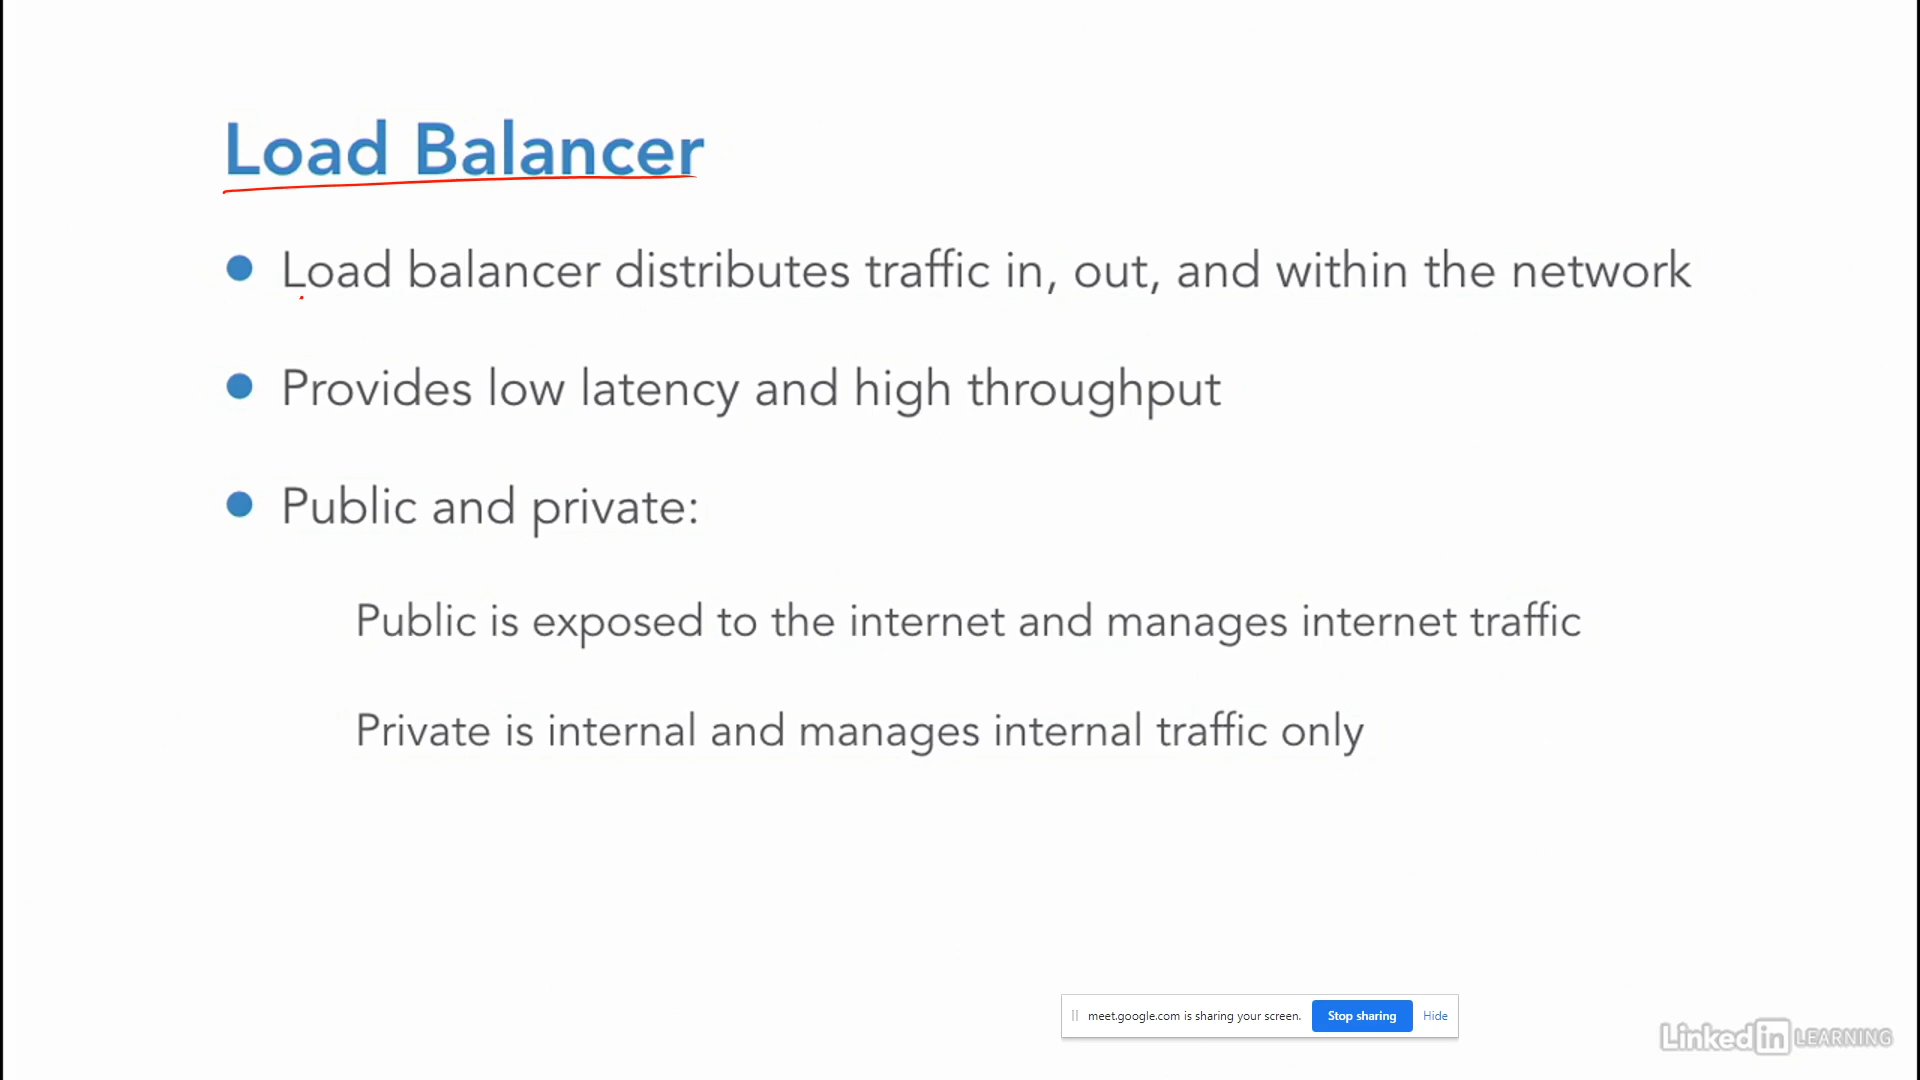 Load Balancer
Load balancer distributes traffic in, out, and within the network
Provides low latency and high throughput
Public and private:
Public is exposed to the internet and manages internet traffic
Private is internal and manages internal traffic only
meet.google.com is sharing your screen. Stop sharing Hide
Linked in LEARNING